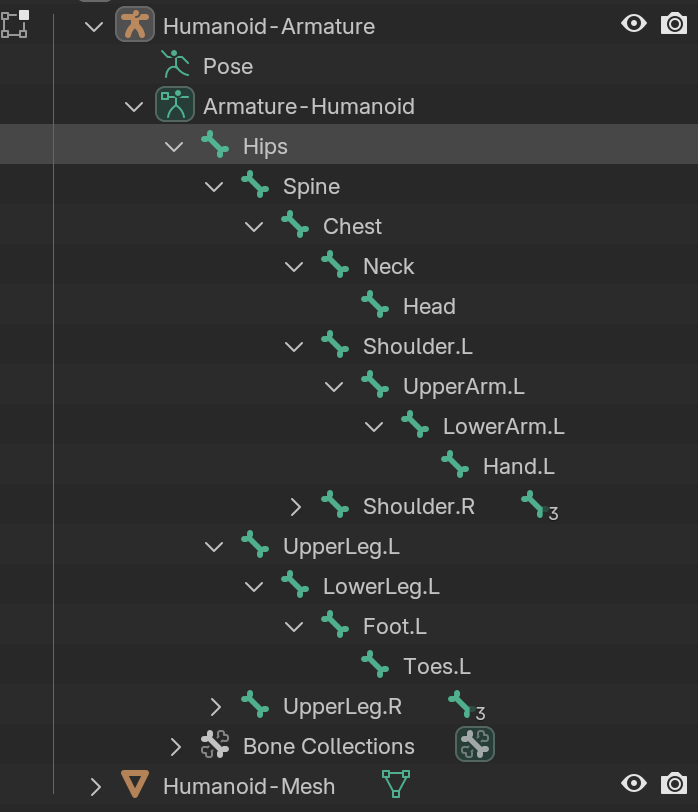 Humanoid-Armature
Pose
Armature-Humanoid
Hips
Spine
Chest
Neck
Head
Shoulder.L
UpperArm.L
LowerArm.L
Hand.L
Shoulder.R 3
UpperLeg.L
LowerLeg.L
Foot.L
Toes.L
UpperLeg.R 3
Bone Collections
Humanoid-Mesh